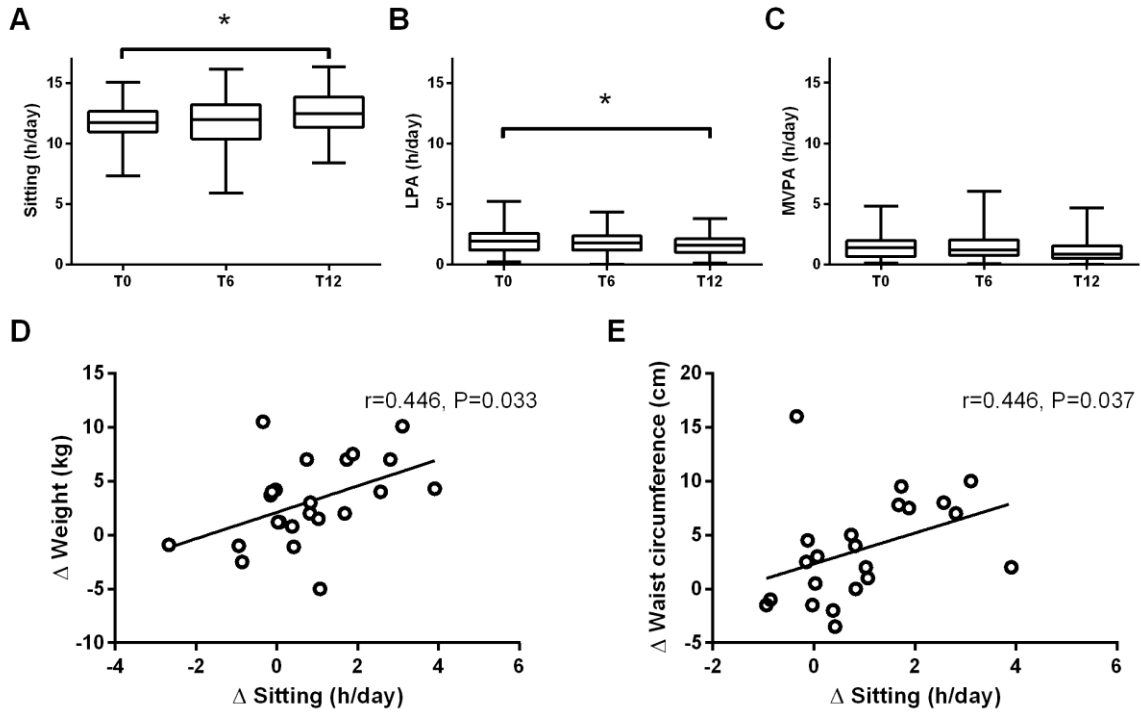 A
*
Sitting (h/day)
15
10
5
0
T0 T6 T12
B
*
LPA (h/day)
15
10
5
0
T0 T6 T12
C
MVPA (h/day)
15
10
5
0
T0 T6 T12
D
r=0.446, P=0.033
Δ Weight (kg)
15
10
5
0
-5
-10
-4 -2 0 2 4 6
Δ Sitting (h/day)
E
r=0.446, P=0.037
Δ Waist circumference (cm)
20
15
10
5
0
-5
-2 0 2 4 6
Δ Sitting (h/day)